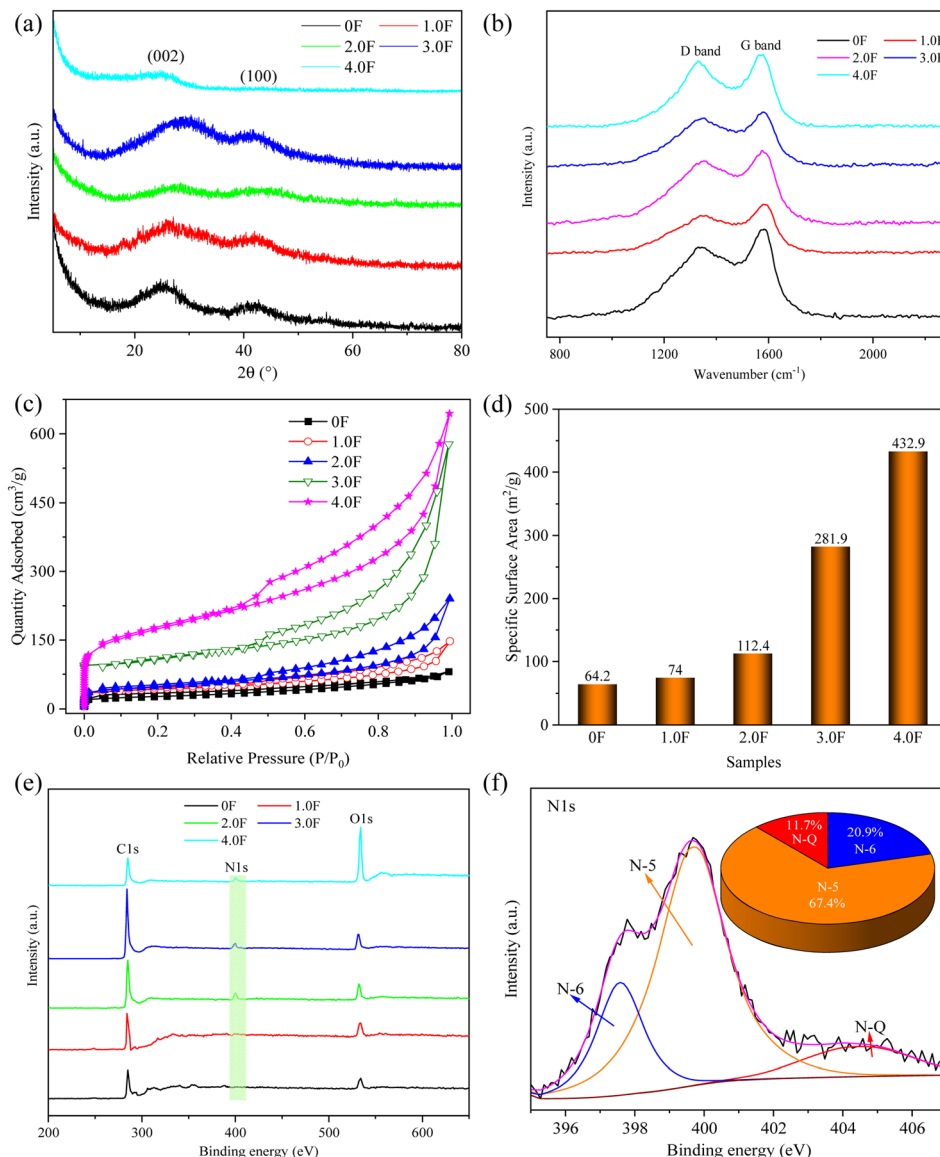 (a)
0F 1.0F
2.0F 3.0F
4.0F
(002)
(100)
Intensity (a.u.)
20 40 60 80
2θ (°)
(b)
0F 1.0F
2.0F 3.0F
4.0F
D band G band
Intensity (a.u.)
800 1200 1600 2000
Wavenumber (cm⁻¹)
(c)
0F
1.0F
2.0F
3.0F
4.0F
Quantity Adsorbed (cm³/g)
600
450
300
150
0
0.0 0.2 0.4 0.6 0.8 1.0
Relative Pressure (P/P₀)
(d)
Specific Surface Area (m²/g)
500
400
300
200
100
0
64.2
74
112.4
281.9
432.9
0F 1.0F 2.0F 3.0F 4.0F
Samples
(e)
0F 1.0F
2.0F 3.0F
4.0F
C1s
N1s
O1s
Intensity (a.u.)
200 300 400 500 600
Binding energy (eV)
(f)
N1s
11.7%
N-Q
20.9%
N-6
N-5
67.4%
N-5
N-6
N-Q
Intensity (a.u.)
396 398 400 402 404 406
Binding energy (eV)